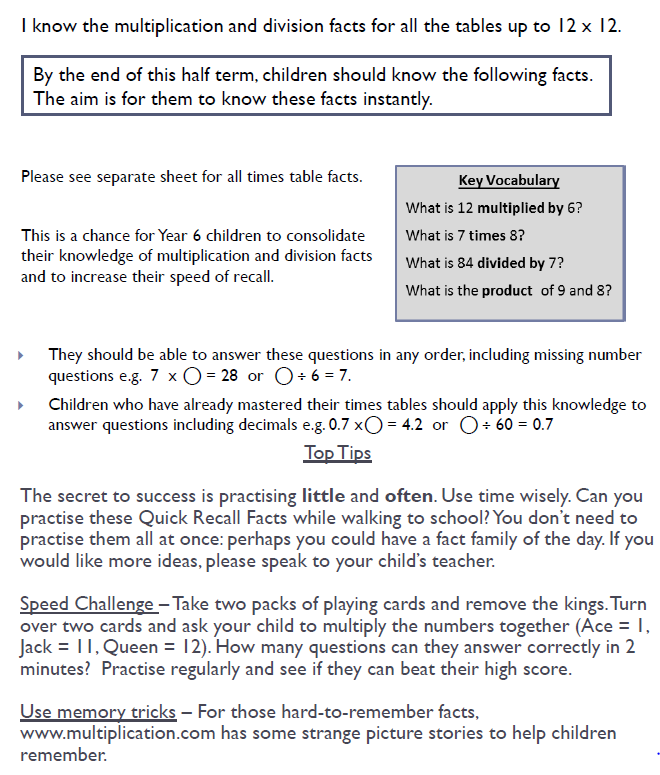 I know the multiplication and division facts for all the tables up to 12 x 12.
By the end of this half term, children should know the following facts.
The aim is for them to know these facts instantly.
Please see separate sheet for all times table facts.
This is a chance for Year 6 children to consolidate
their knowledge of multiplication and division facts
and to increase their speed of recall.
Key Vocabulary
What is 12 multiplied by 6?
What is 7 times 8?
What is 84 divided by 7?
What is the product of 9 and 8?
They should be able to answer these questions in any order, including missing number
questions e.g. 7 x ◯ = 28 or ◯ ÷ 6 = 7.
Children who have already mastered their times tables should apply this knowledge to
answer questions including decimals e.g. 0.7 x◯ = 4.2 or ◯ ÷ 60 = 0.7
Top Tips
The secret to success is practising little and often. Use time wisely. Can you
practise these Quick Recall Facts while walking to school? You don't need to
practise them all at once: perhaps you could have a fact family of the day. If you
would like more ideas, please speak to your child's teacher.
Speed Challenge – Take two packs of playing cards and remove the kings. Turn
over two cards and ask your child to multiply the numbers together (Ace = 1,
Jack = 11, Queen = 12). How many questions can they answer correctly in 2
minutes? Practise regularly and see if they can beat their high score.
Use memory tricks – For those hard-to-remember facts,
www.multiplication.com has some strange picture stories to help children
remember.